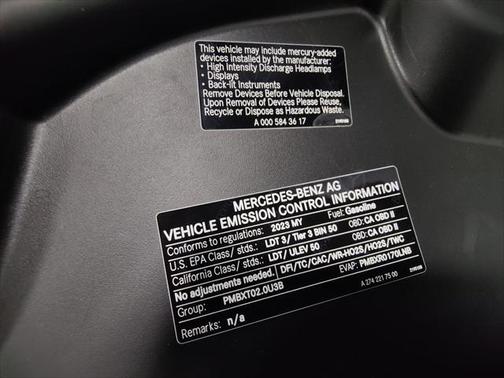 This vehicle may include mercury-added
devices installed by the manufacturer:
• High Intensity Discharge Headlamps
• Displays
• Back-lit Instruments
Remove Devices Before Vehicle Disposal.
Upon Removal of Devices Please Reuse,
Recycle or Dispose as Hazardous Waste.
A 000 584 36 17
MERCEDES-BENZ AG
VEHICLE EMISSION CONTROL INFORMATION
Conforms to regulations: 2023 MY Fuel: Gasoline
U.S. EPA Class/ stds.: LDT 3/ Tier 3 BIN 50 OBD: CA OBD II
Calif. Class/ stds.: LDT/ ULEV 50 OBD: CA OBD II
No adjustments needed. DFI/TC/CAC/WR-HO2S/HO2S/TWC
Group: PMBXT02.0U3B EVAP: PMBXR0170LNB
Remarks: n/a A 274 221 75 00